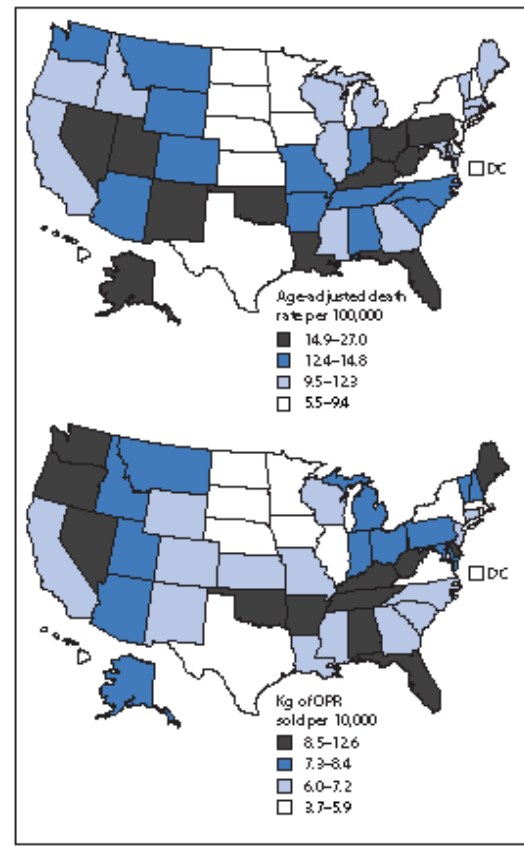 DC
Age-adjusted death
rate per 100,000
14.9–27.0
12.4–14.8
9.5–12.3
5.5–9.4
DC
Kg of OPR
sold per 10,000
8.5–12.6
7.3–8.4
6.0–7.2
3.7–5.9